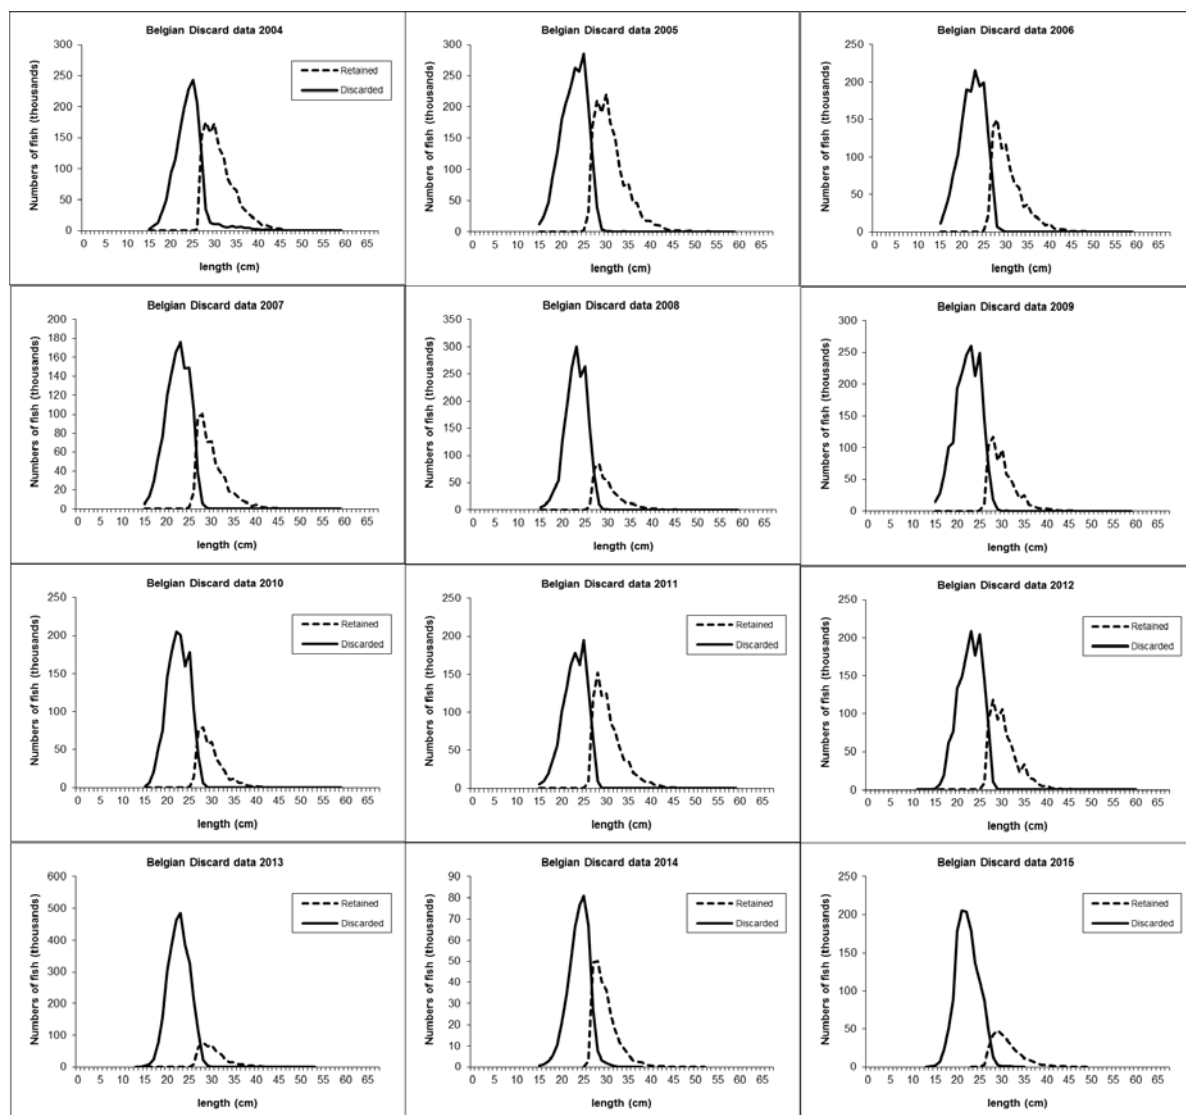 Belgian Discard data 2004
Numbers of fish (thousands)
300
250
200
150
100
50
0
Retained
Discarded
0 5 10 15 20 25 30 35 40 45 50 55 60 65
length (cm)
Belgian Discard data 2005
Numbers of fish (thousands)
300
250
200
150
100
50
0
0 5 10 15 20 25 30 35 40 45 50 55 60 65
length (cm)
Belgian Discard data 2006
Numbers of fish (thousands)
250
200
150
100
50
0
0 5 10 15 20 25 30 35 40 45 50 55 60 65
length (cm)
Belgian Discard data 2007
Numbers of fish (thousands)
200
180
160
140
120
100
80
60
40
20
0
0 5 10 15 20 25 30 35 40 45 50 55 60 65
length (cm)
Belgian Discard data 2008
Numbers of fish (thousands)
350
300
250
200
150
100
50
0
0 5 10 15 20 25 30 35 40 45 50 55 60 65
length (cm)
Belgian Discard data 2009
Numbers of fish (thousands)
300
250
200
150
100
50
0
0 5 10 15 20 25 30 35 40 45 50 55 60 65
length (cm)
Belgian Discard data 2010
Numbers of fish (thousands)
250
200
150
100
50
0
Retained
Discarded
0 5 10 15 20 25 30 35 40 45 50 55 60 65
length (cm)
Belgian Discard data 2011
Numbers of fish (thousands)
250
200
150
100
50
0
Retained
Discarded
0 5 10 15 20 25 30 35 40 45 50 55 60 65
length (cm)
Belgian Discard data 2012
Numbers of fish (thousands)
250
200
150
100
50
0
Retained
Discarded
0 5 10 15 20 25 30 35 40 45 50 55 60 65
length (cm)
Belgian Discard data 2013
Numbers of fish (thousands)
600
500
400
300
200
100
0
Retained
Discarded
0 5 10 15 20 25 30 35 40 45 50 55 60 65
length (cm)
Belgian Discard data 2014
Numbers of fish (thousands)
90
80
70
60
50
40
30
20
10
0
Retained
Discarded
0 5 10 15 20 25 30 35 40 45 50 55 60 65
length (cm)
Belgian Discard data 2015
Numbers of fish (thousands)
250
200
150
100
50
0
Retained
Discarded
0 5 10 15 20 25 30 35 40 45 50 55 60 65
length (cm)